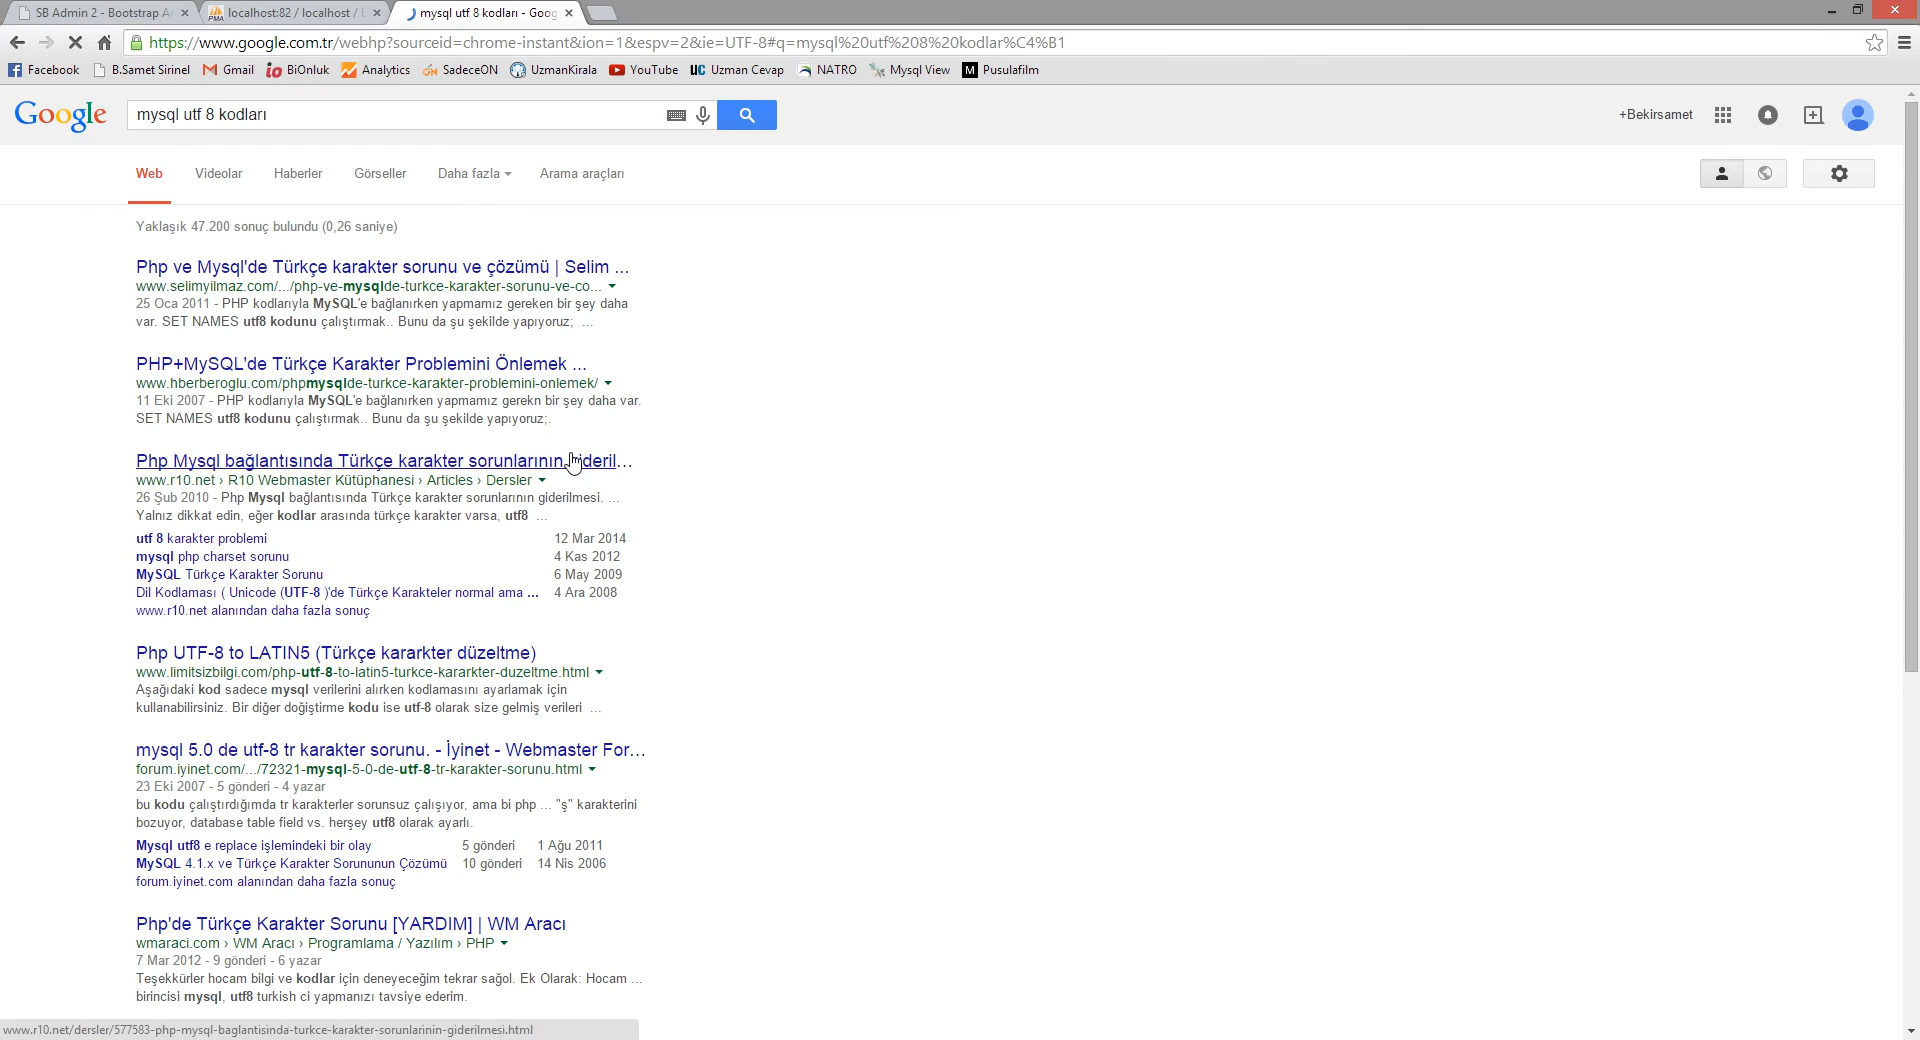 SB Admin 2 - Bootstrap A
localhost:82 / localhost /
mysql utf 8 kodları - Goog
https://www.google.com.tr/webhp?sourceid=chrome-instant&ion=1&espv=2&ie=UTF-8#q=mysql%20utf%208%20kodlar%C4%B1
Facebook B.Samet Sirinel Gmail BiOnluk Analytics SadeceON UzmanKirala YouTube Uzman Cevap NATRO Mysql View Pusulafilm
Google
mysql utf 8 kodları
+Bekirsamet
Web Videolar Haberler Görseller Daha fazla Arama araçları
Yaklaşık 47.200 sonuç bulundu (0,26 saniye)
Php ve Mysql'de Türkçe karakter sorunu ve çözümü | Selim ...
www.selimyilmaz.com/.../php-ve-mysqlde-turkce-karakter-sorunu-ve-co...
25 Oca 2011 - PHP kodlarıyla MySQL'e bağlanırken yapmamız gereken bir şey daha
var. SET NAMES utf8 kodunu çalıştırmak.. Bunu da şu şekilde yapıyoruz; ...
PHP+MySQL'de Türkçe Karakter Problemini Önlemek ...
www.hberberoglu.com/phpmysqlde-turkce-karakter-problemini-onlemek/
11 Eki 2007 - PHP kodlarıyla MySQL'e bağlanırken yapmamız gerekn bir şey daha var.
SET NAMES utf8 kodunu çalıştırmak.. Bunu da şu şekilde yapıyoruz;.
Php Mysql bağlantısında Türkçe karakter sorunlarının gideril...
www.r10.net › R10 Webmaster Kütüphanesi › Articles › Dersler
26 Şub 2010 - Php Mysql bağlantısında Türkçe karakter sorunlarının giderilmesi. ...
Yalnız dikkat edin, eğer kodlar arasında türkçe karakter varsa, utf8 ...
utf 8 karakter problemi 12 Mar 2014
mysql php charset sorunu 4 Kas 2012
MySQL Türkçe Karakter Sorunu 6 May 2009
Dil Kodlaması ( Unicode (UTF-8 )'de Türkçe Karakteler normal ama ... 4 Ara 2008
www.r10.net alanından daha fazla sonuç
Php UTF-8 to LATIN5 (Türkçe kararkter düzeltme)
www.limitsizbilgi.com/php-utf-8-to-latin5-turkce-kararkter-duzeltme.html
Aşağıdaki kod sadece mysql verilerini alırken kodlamasını ayarlamak için
kullanabilirsiniz. Bir diğer doğiştirme kodu ise utf-8 olarak size gelmiş verileri ...
mysql 5.0 de utf-8 tr karakter sorunu. - İyinet - Webmaster For...
forum.iyinet.com/.../72321-mysql-5-0-de-utf-8-tr-karakter-sorunu.html
23 Eki 2007 - 5 gönderi - 4 yazar
bu kodu çalıştırdığımda tr karakterler sorunsuz çalışıyor, ama bi php ... "ş" karakterini
bozuyor, database table field vs. herşey utf8 olarak ayarlı.
Mysql utf8 e replace işlemindeki bir olay 5 gönderi 1 Ağu 2011
MySQL 4.1.x ve Türkçe Karakter Sorununun Çözümü 10 gönderi 14 Nis 2006
forum.iyinet.com alanından daha fazla sonuç
Php'de Türkçe Karakter Sorunu [YARDIM] | WM Aracı
wmaraci.com › WM Aracı › Programlama / Yazılım › PHP
7 Mar 2012 - 9 gönderi - 6 yazar
Teşekkürler hocam bilgi ve kodlar için deneyeceğim tekrar sağol. Ek Olarak: Hocam ...
birincisi mysql, utf8 turkish ci yapmanızı tavsiye ederim.
www.r10.net/dersler/577583-php-mysql-baglantisinda-turkce-karakter-sorunlarinin-giderilmesi.html